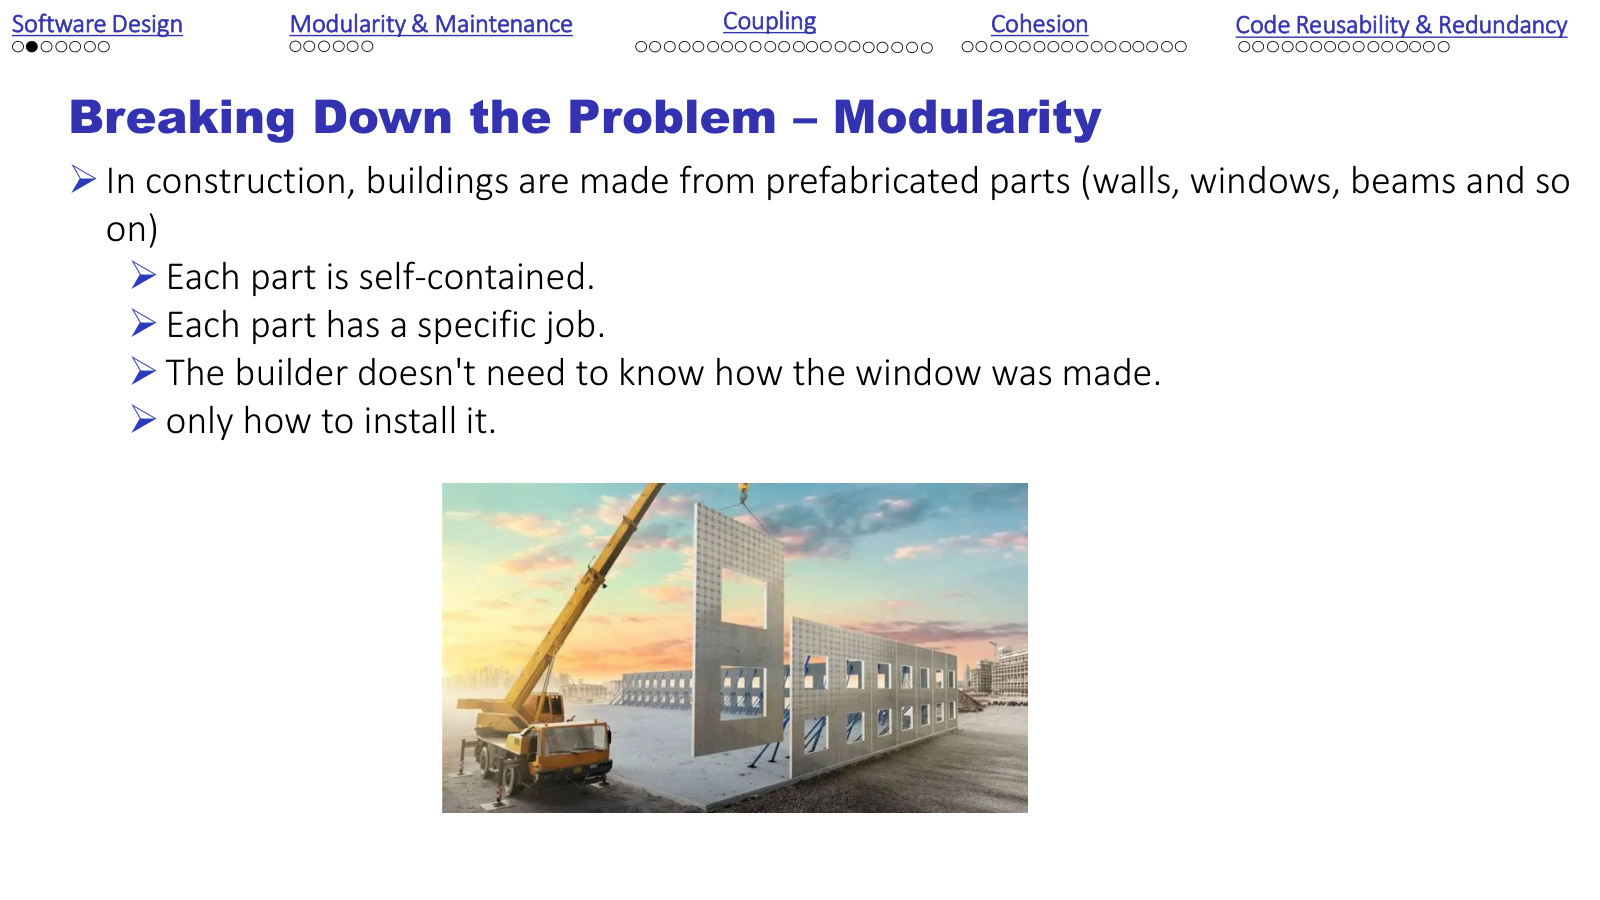 Software Design
Modularity & Maintenance
Coupling
Cohesion
Code Reusability & Redundancy
Breaking Down the Problem – Modularity
In construction, buildings are made from prefabricated parts (walls, windows, beams and so
on)
Each part is self-contained.
Each part has a specific job.
The builder doesn't need to know how the window was made.
only how to install it.